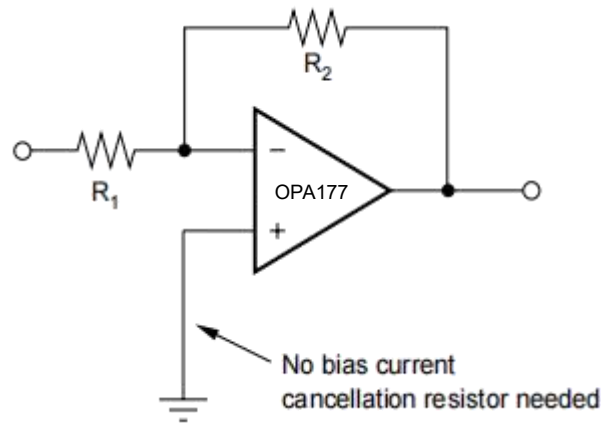 R2
R1
−
OPA177
+
No bias current
cancellation resistor needed